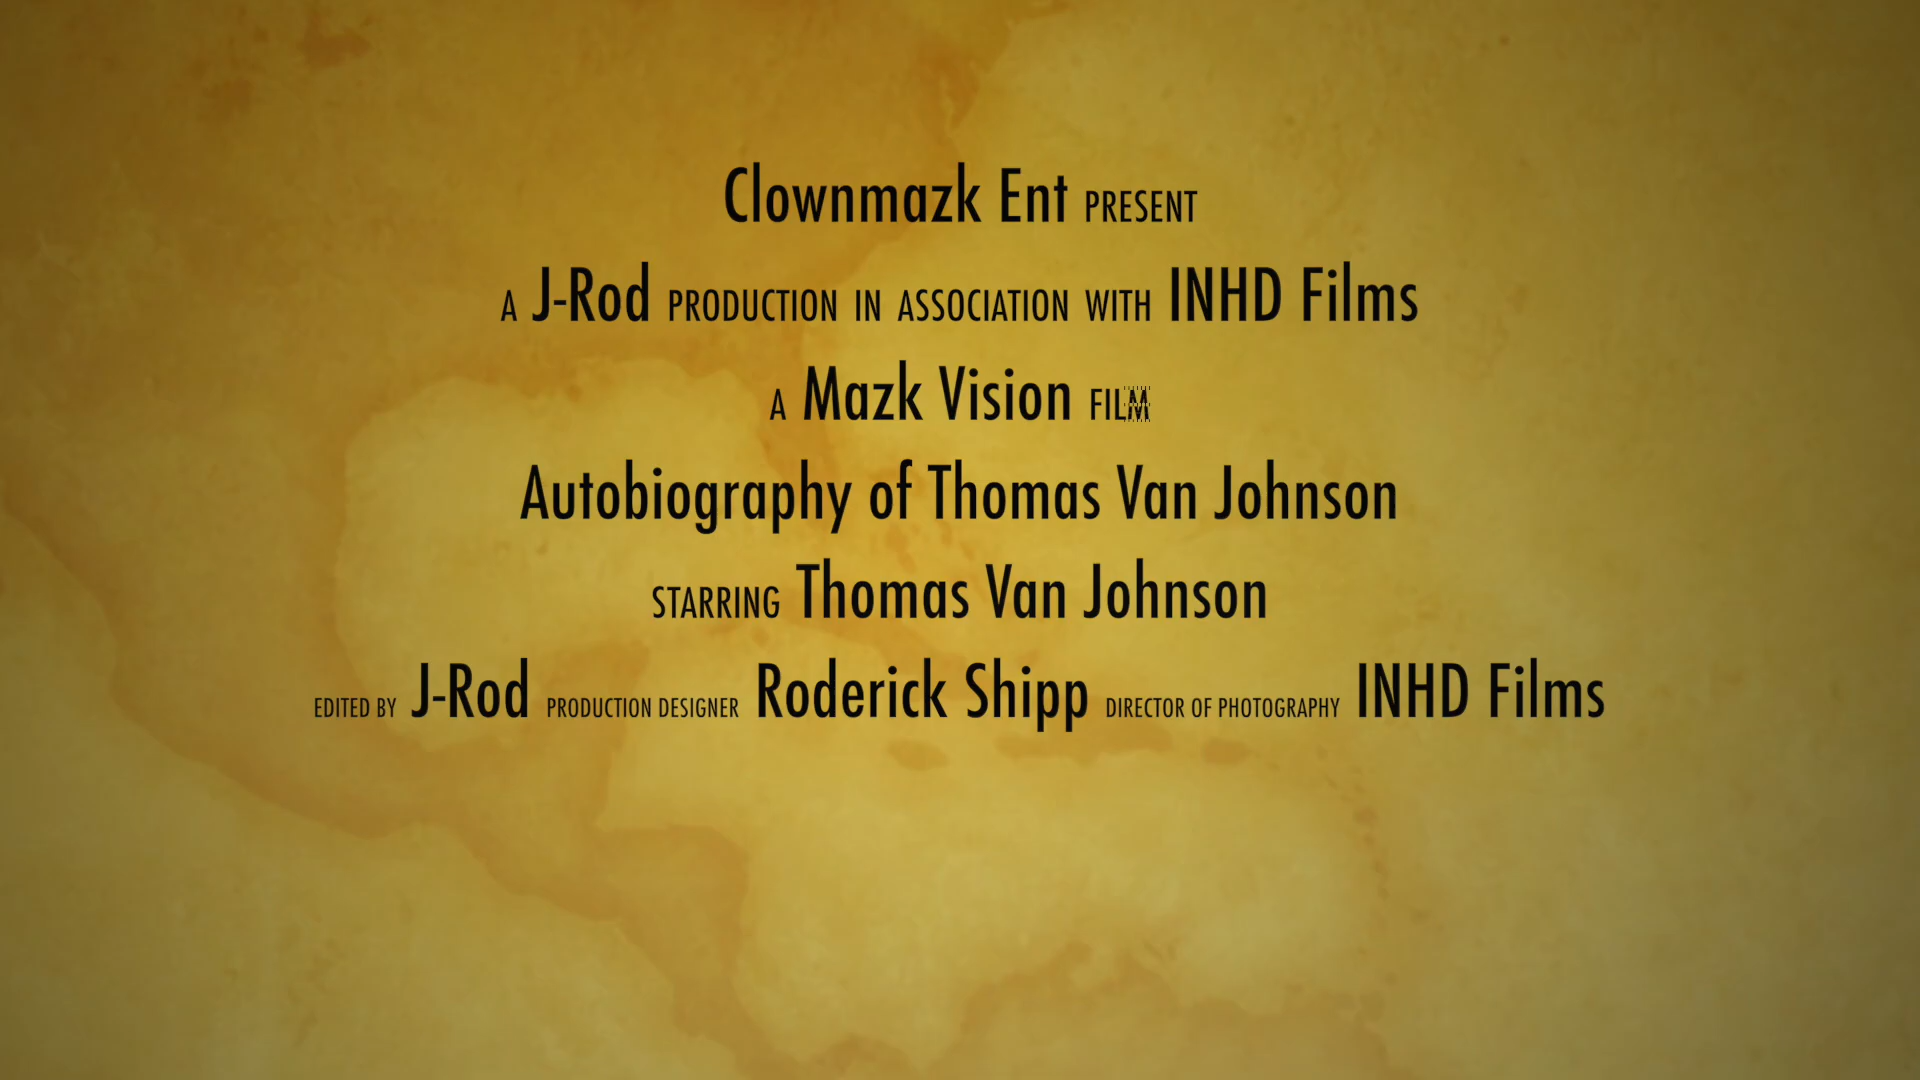 Clownmazk Ent PRESENT
A J-Rod PRODUCTION IN ASSOCIATION WITH INHD Films
A Mazk Vision FILM
Autobiography of Thomas Van Johnson
STARRING Thomas Van Johnson
EDITED BY J-Rod PRODUCTION DESIGNER Roderick Shipp DIRECTOR OF PHOTOGRAPHY INHD Films